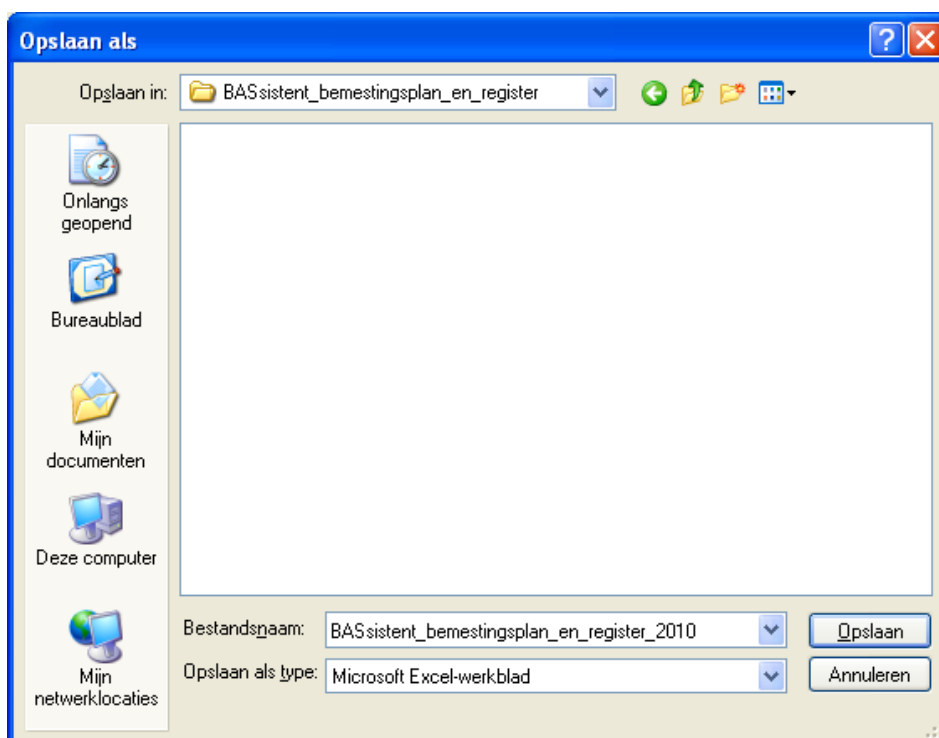 Opslaan als
Opslaan in:
BASsistent_bemestingsplan_en_register
Onlangs
geopend
Bureaublad
Mijn
documenten
Deze computer
Mijn
netwerklocaties
Bestandsnaam:
BASsistent_bemestingsplan_en_register_2010
Opslaan
Opslaan als type:
Microsoft Excel-werkblad
Annuleren